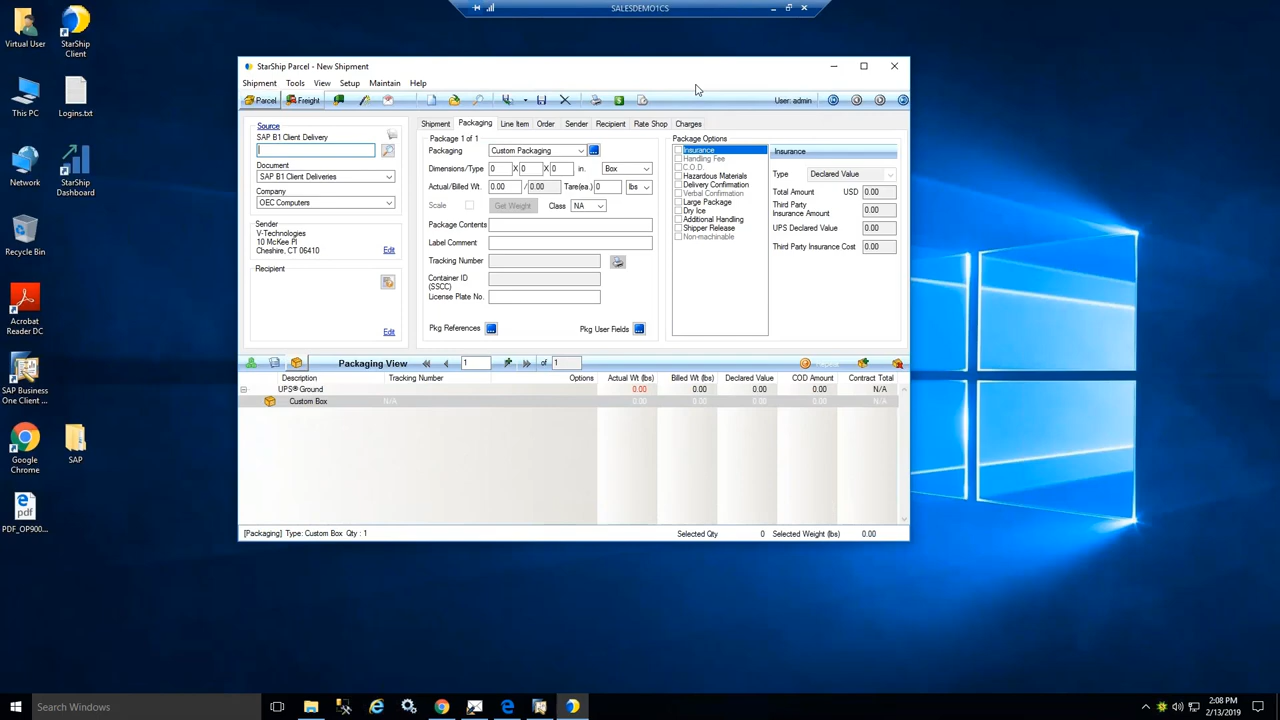 SALESDEMO1CS
Virtual User
StarShip Client
This PC
Logins.txt
Network
StarShip Dashboard
Recycle Bin
Acrobat Reader DC
SAP Business One Client ...
Google Chrome
SAP
PDF_OP900...
StarShip Parcel - New Shipment
Shipment Tools View Setup Maintain Help
Parcel Freight User: admin
Source
SAP B1 Client Delivery
Document
SAP B1 Client Deliveries
Company
OEC Computers
Sender
V-Technologies
10 McKee Pl
Cheshire, CT 06410 Edit
Recipient
Edit
Shipment Packaging Line Item Order Sender Recipient Rate Shop Charges
Package 1 of 1
Packaging Custom Packaging
Dimensions/Type 0 X 0 X 0 in. Box
Actual/Billed Wt. 0.00 / 0.00 Tare(ea.) 0 lbs
Scale Get Weight Class NA
Package Contents
Label Comment
Tracking Number
Container ID (SSCC)
License Plate No.
Pkg References Pkg User Fields
Package Options
Insurance
Handling Fee
C.O.D.
Hazardous Materials
Delivery Confirmation
Verbal Confirmation
Large Package
Dry Ice
Additional Handling
Shipper Release
Non-machinable
Insurance
Type Declared Value
Total Amount USD 0.00
Third Party Insurance Amount 0.00
UPS Declared Value 0.00
Third Party Insurance Cost 0.00
Packaging View 1 of 1
Description Tracking Number Options Actual Wt (lbs) Billed Wt (lbs) Declared Value COD Amount Contract Total
UPS® Ground 0.00 0.00 0.00 0.00 N/A
Custom Box N/A 0.00 0.00 0.00 0.00 N/A
[Packaging] Type: Custom Box Qty : 1 Selected Qty 0 Selected Weight (lbs) 0.00
Search Windows
2:08 PM
2/13/2019